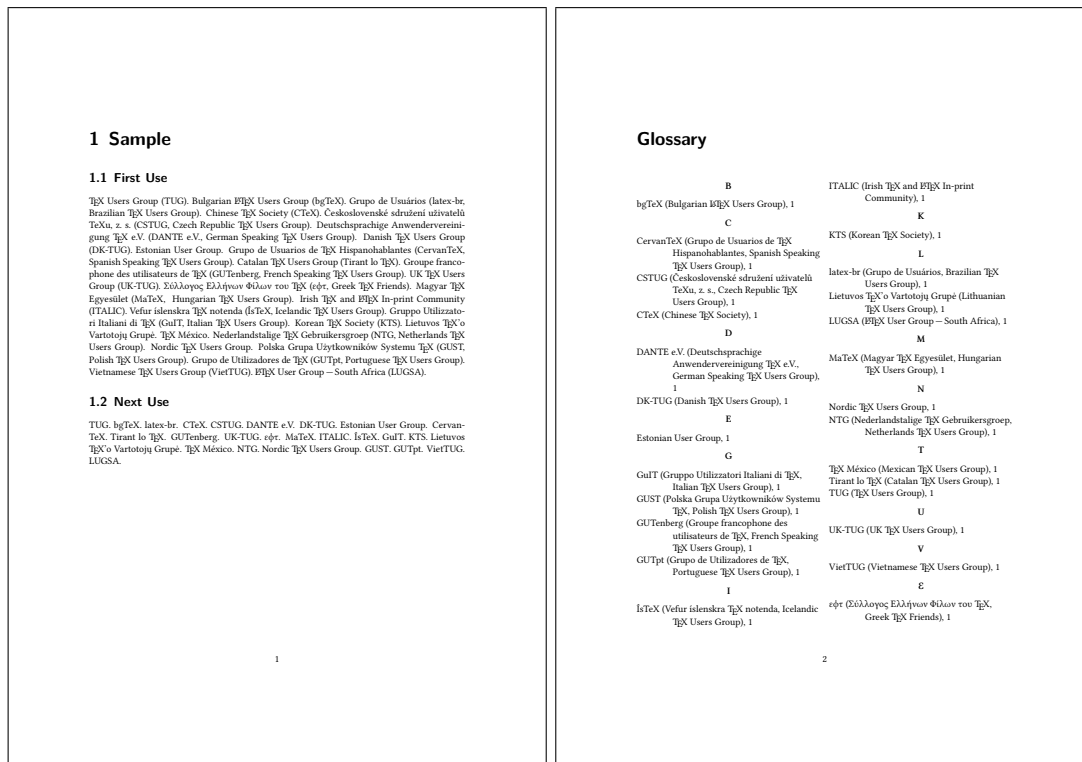 1 Sample
1.1 First Use
TEX Users Group (TUG). Bulgarian LATEX Users Group (bgTeX). Grupo de Usuários (latex-br,
Brazilian TEX Users Group). Chinese TEX Society (CTeX). Československé sdružení uživatelů
TeXu, z. s. (CSTUG, Czech Republic TEX Users Group). Deutschsprachige Anwendervereini-
gung TEX e.V. (DANTE e.V., German Speaking TEX Users Group). Danish TEX Users Group
(DK-TUG). Estonian User Group. Grupo de Usuarios de TEX Hispanohablantes (CervanTeX,
Spanish Speaking TEX Users Group). Catalan TEX Users Group (Tirant lo TEX). Groupe franco-
phone des utilisateurs de TEX (GUTenberg, French Speaking TEX Users Group). UK TEX Users
Group (UK-TUG). Σύλλογος Ελλήνων Φίλων του TEX (εϕτ, Greek TEX Friends). Magyar TEX
Egyesület (MaTeX, Hungarian TEX Users Group). Irish TEX and LATEX In-print Community
(ITALIC). Vefur íslenskra TEX notenda (ÍsTeX, Icelandic TEX Users Group). Gruppo Utilizzato-
ri Italiani di TEX (GuIT, Italian TEX Users Group). Korean TEX Society (KTS). Lietuvos TEX'o
Vartotojų Grupė. TEX México. Nederlandstalige TEX Gebruikersgroep (NTG, Netherlands TEX
Users Group). Nordic TEX Users Group. Polska Grupa Użytkowników Systemu TEX (GUST,
Polish TEX Users Group). Grupo de Utilizadores de TEX (GUTpt, Portuguese TEX Users Group).
Vietnamese TEX Users Group (VietTUG). LATEX User Group – South Africa (LUGSA).
1.2 Next Use
TUG. bgTeX. latex-br. CTeX. CSTUG. DANTE e.V. DK-TUG. Estonian User Group. Cervan-
TeX. Tirant lo TEX. GUTenberg. UK-TUG. εϕτ. MaTeX. ITALIC. ÍsTeX. GuIT. KTS. Lietuvos
TEX'o Vartotojų Grupė. TEX México. NTG. Nordic TEX Users Group. GUST. GUTpt. VietTUG.
LUGSA.
1
Glossary
B
bgTeX (Bulgarian LATEX Users Group), 1
C
CervanTeX (Grupo de Usuarios de TEX
Hispanohablantes, Spanish Speaking
TEX Users Group), 1
CSTUG (Československé sdružení uživatelů
TeXu, z. s., Czech Republic TEX
Users Group), 1
CTeX (Chinese TEX Society), 1
D
DANTE e.V. (Deutschsprachige
Anwendervereinigung TEX e.V.,
German Speaking TEX Users Group),
1
DK-TUG (Danish TEX Users Group), 1
E
Estonian User Group, 1
G
GuIT (Gruppo Utilizzatori Italiani di TEX,
Italian TEX Users Group), 1
GUST (Polska Grupa Użytkowników Systemu
TEX, Polish TEX Users Group), 1
GUTenberg (Groupe francophone des
utilisateurs de TEX, French Speaking
TEX Users Group), 1
GUTpt (Grupo de Utilizadores de TEX,
Portuguese TEX Users Group), 1
I
ÍsTeX (Vefur íslenskra TEX notenda, Icelandic
TEX Users Group), 1
ITALIC (Irish TEX and LATEX In-print
Community), 1
K
KTS (Korean TEX Society), 1
L
latex-br (Grupo de Usuários, Brazilian TEX
Users Group), 1
Lietuvos TEX'o Vartotojų Grupė (Lithuanian
TEX Users Group), 1
LUGSA (LATEX User Group – South Africa), 1
M
MaTeX (Magyar TEX Egyesület, Hungarian
TEX Users Group), 1
N
Nordic TEX Users Group, 1
NTG (Nederlandstalige TEX Gebruikersgroep,
Netherlands TEX Users Group), 1
T
TEX México (Mexican TEX Users Group), 1
Tirant lo TEX (Catalan TEX Users Group), 1
TUG (TEX Users Group), 1
U
UK-TUG (UK TEX Users Group), 1
V
VietTUG (Vietnamese TEX Users Group), 1
Ε
εϕτ (Σύλλογος Ελλήνων Φίλων του TEX,
Greek TEX Friends), 1
2